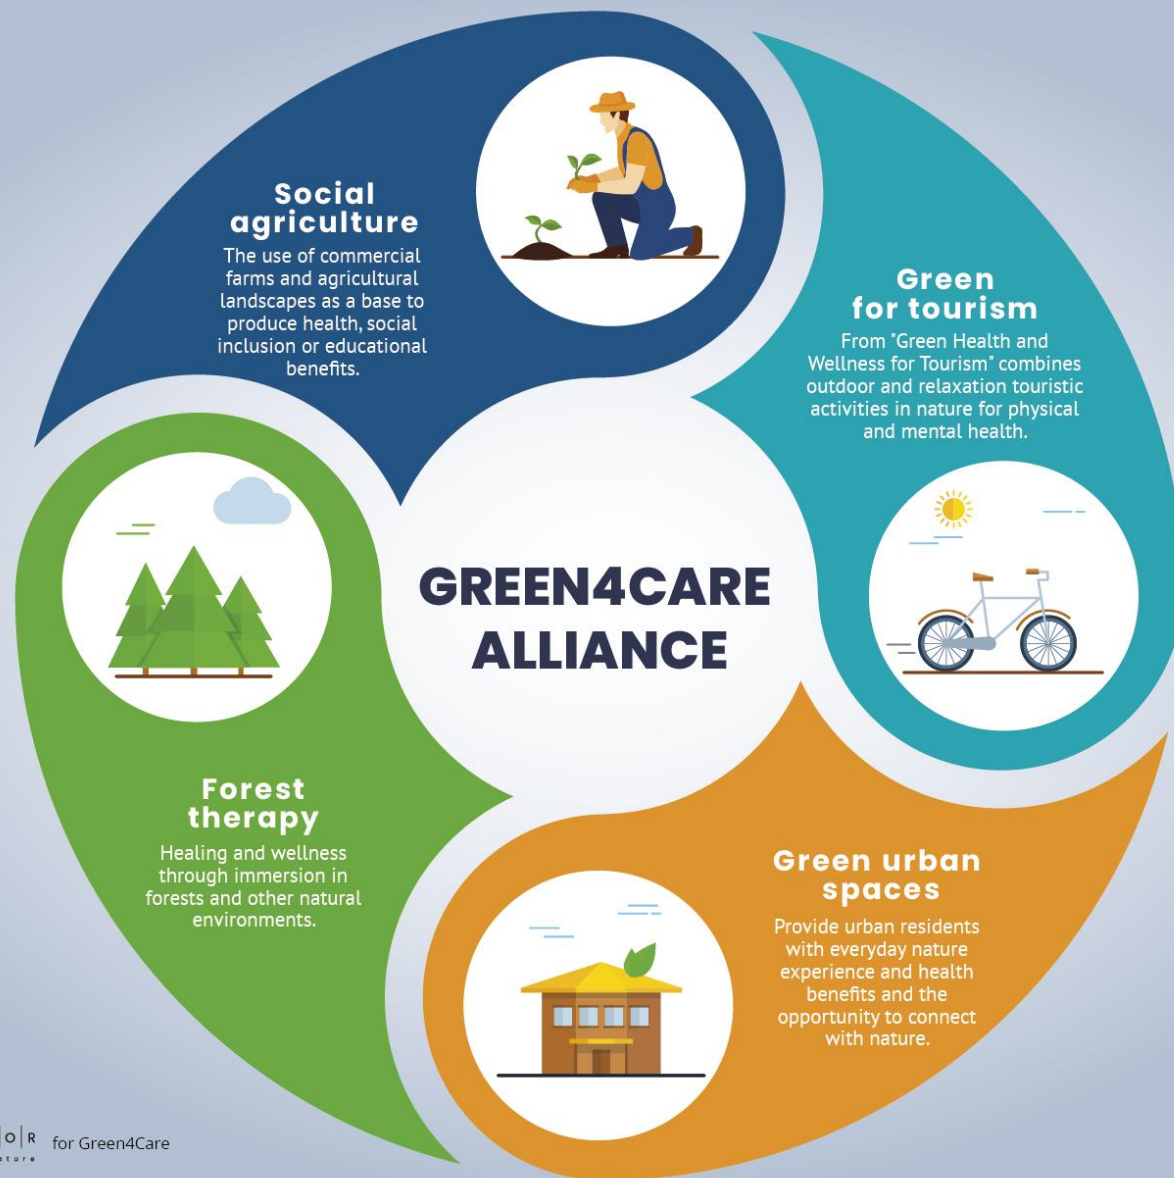 Social
agriculture
The use of commercial
farms and agricultural
landscapes as a base to
produce health, social
inclusion or educational
benefits.
Green
for tourism
From "Green Health and
Wellness for Tourism" combines
outdoor and relaxation touristic
activities in nature for physical
and mental health.
GREEN4CARE
ALLIANCE
Forest
therapy
Healing and wellness
through immersion in
forests and other natural
environments.
Green urban
spaces
Provide urban residents
with everyday nature
experience and health
benefits and the
opportunity to connect
with nature.
for Green4Care